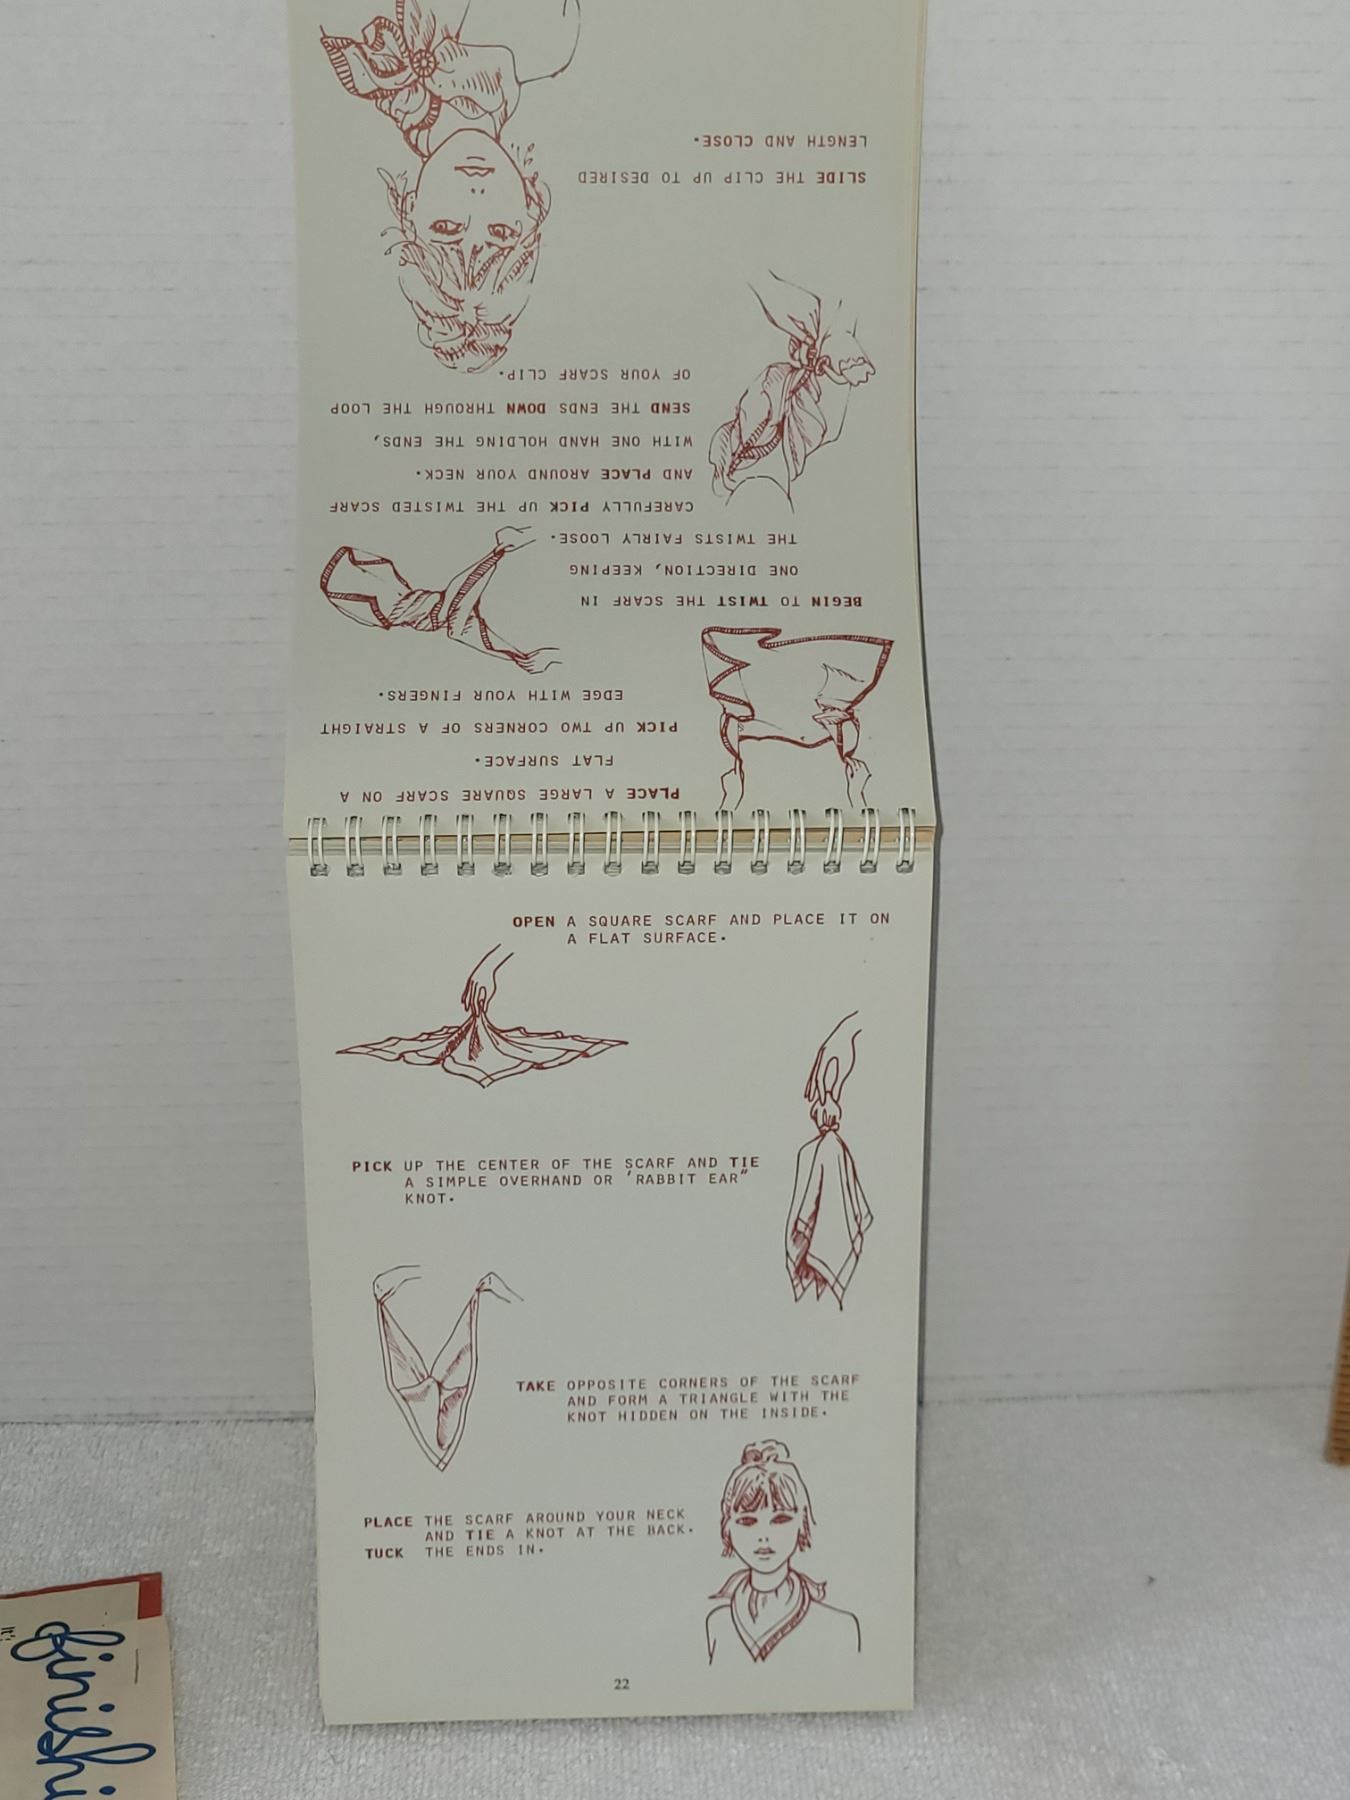 PLACE A LARGE SQUARE SCARF ON A
FLAT SURFACE.
PICK UP TWO CORNERS OF A STRAIGHT
EDGE WITH YOUR FINGERS.
BEGIN TO TWIST THE SCARF IN
ONE DIRECTION, KEEPING
THE TWISTS FAIRLY LOOSE.
CAREFULLY PICK UP THE TWISTED SCARF
AND PLACE AROUND YOUR NECK.
WITH ONE HAND HOLDING THE ENDS,
SEND THE ENDS DOWN THROUGH THE LOOP
OF YOUR SCARF CLIP.
SLIDE THE CLIP UP TO DESIRED
LENGTH AND CLOSE.
OPEN A SQUARE SCARF AND PLACE IT ON
A FLAT SURFACE.
PICK UP THE CENTER OF THE SCARF AND TIE
A SIMPLE OVERHAND OR 'RABBIT EAR"
KNOT.
TAKE OPPOSITE CORNERS OF THE SCARF
AND FORM A TRIANGLE WITH THE
KNOT HIDDEN ON THE INSIDE.
PLACE THE SCARF AROUND YOUR NECK
AND TIE A KNOT AT THE BACK.
TUCK THE ENDS IN.
22
finishi